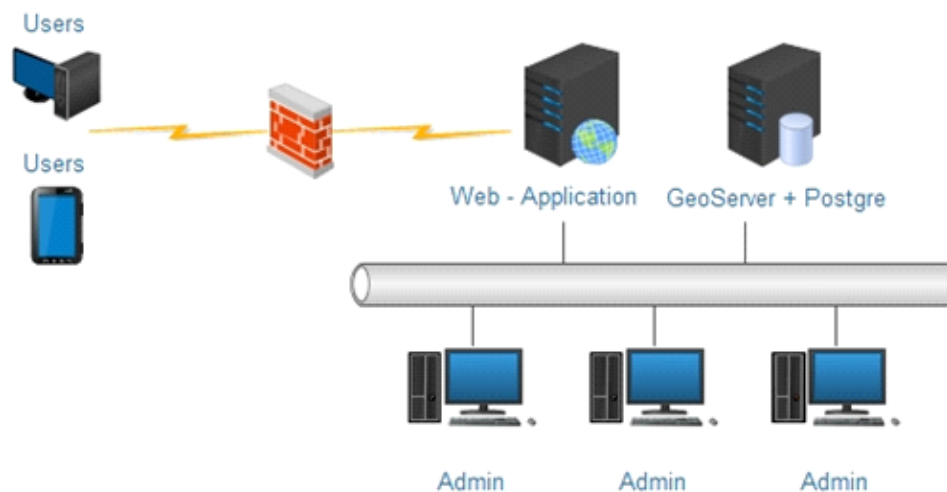 Users
Users
Web - Application
GeoServer + Postgre
Admin
Admin
Admin